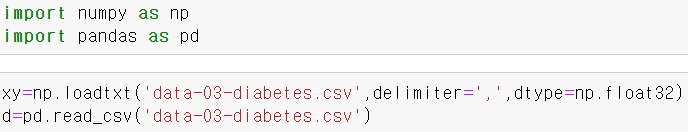 import numpy as np
import pandas as pd
xy=np.loadtxt('data-03-diabetes.csv',delimiter=',',dtype=np.float32)
d=pd.read_csv('data-03-diabetes.csv')